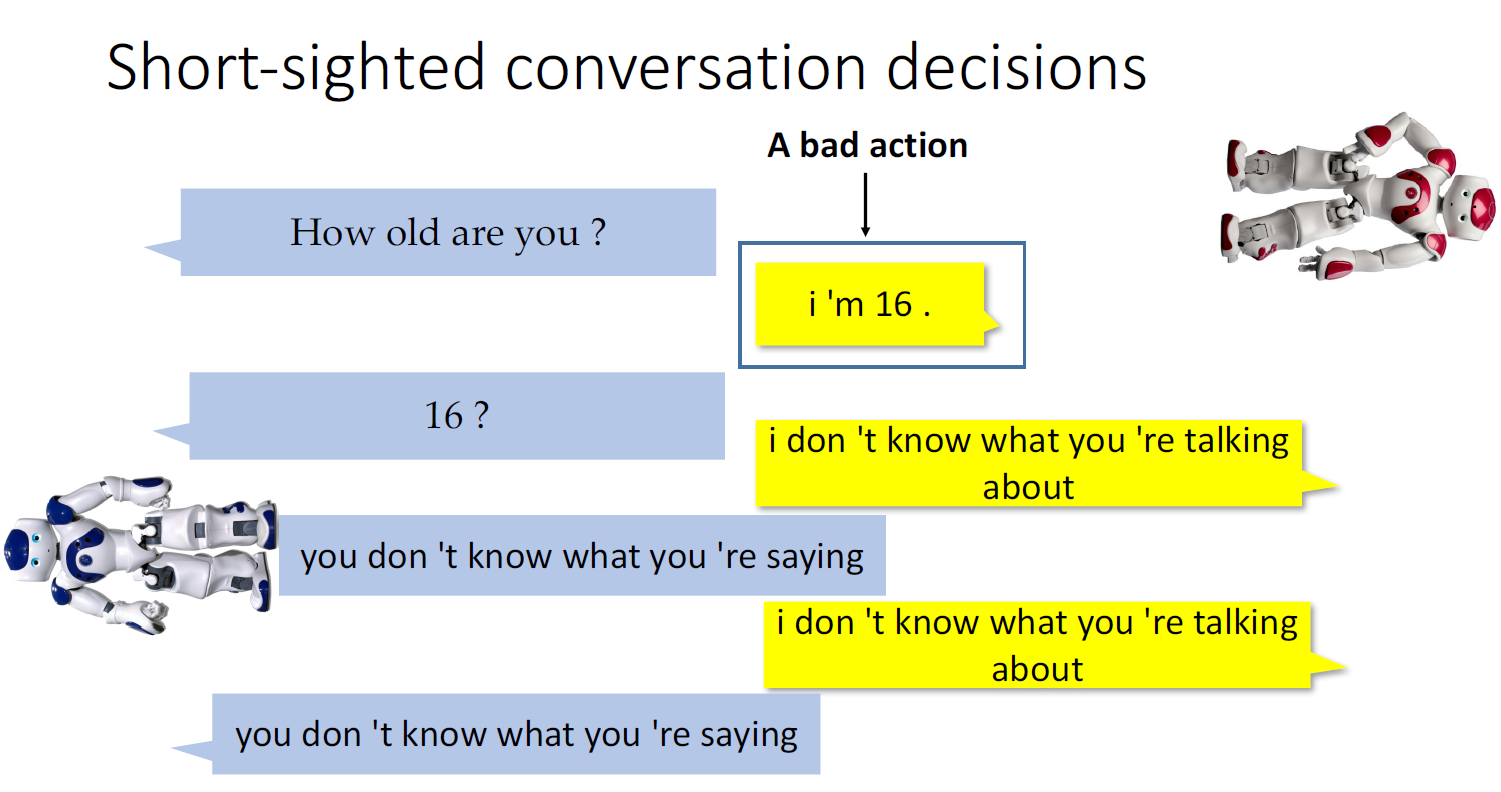 Short-sighted conversation decisions
A bad action
How old are you ?
i 'm 16 .
16 ?
i don 't know what you 're talking
about
you don 't know what you 're saying
i don 't know what you 're talking
about
you don 't know what you 're saying